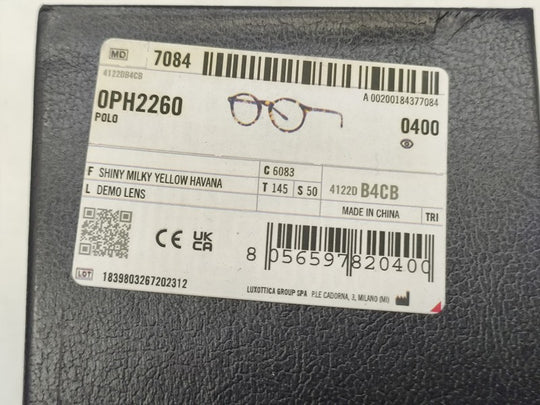 MD 7084
4122DB4CB
A 00200184377084
0PH2260
POLO
0400
F SHINY MILKY YELLOW HAVANA
C 6083
L DEMO LENS
T 145 S 50
4122D B4CB
MADE IN CHINA TRI
CE UK CA
8 056597 820400
LOT 1839803267202312
LUXOTTICA GROUP SPA P.LE CADORNA, 3, MILANO (MI)